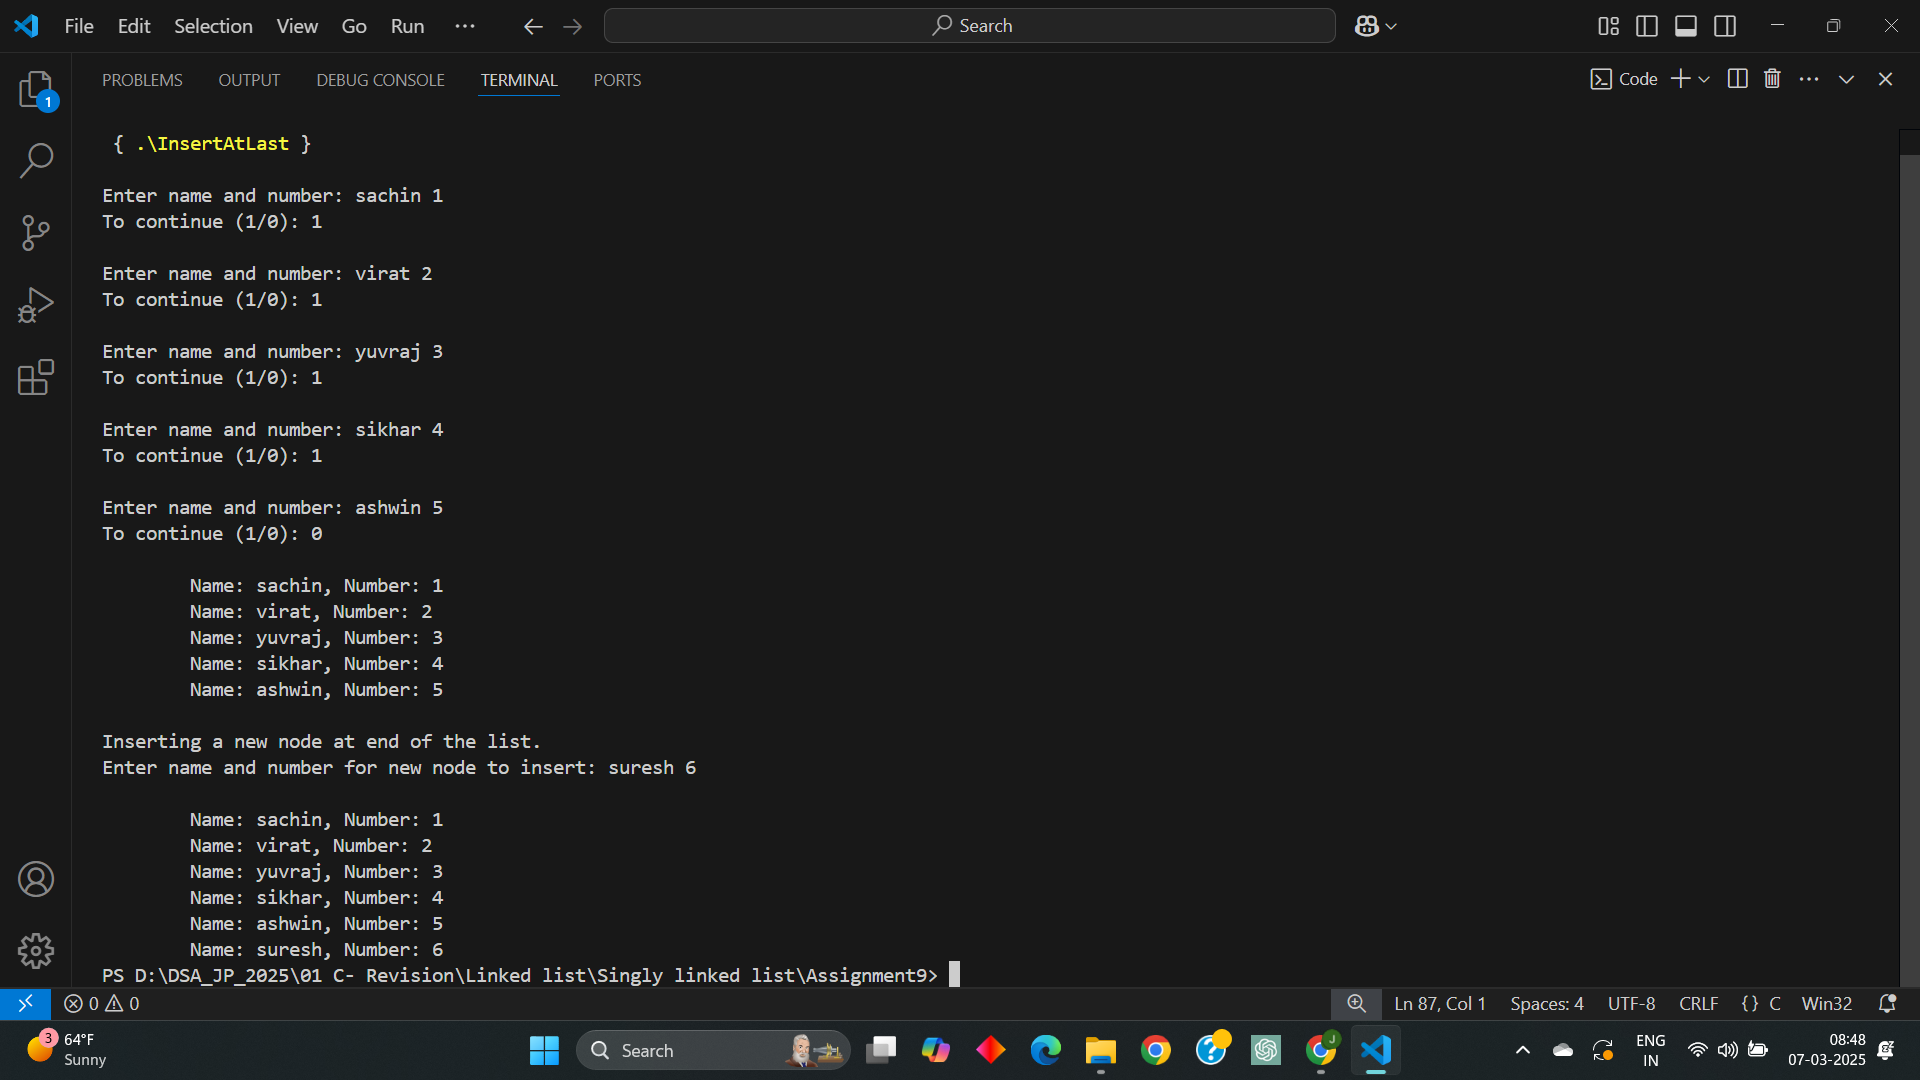 File Edit Selection View Go Run ··· Search
PROBLEMS OUTPUT DEBUG CONSOLE TERMINAL PORTS Code
1
{ .\InsertAtLast }
Enter name and number: sachin 1
To continue (1/0): 1
Enter name and number: virat 2
To continue (1/0): 1
Enter name and number: yuvraj 3
To continue (1/0): 1
Enter name and number: sikhar 4
To continue (1/0): 1
Enter name and number: ashwin 5
To continue (1/0): 0
Name: sachin, Number: 1
Name: virat, Number: 2
Name: yuvraj, Number: 3
Name: sikhar, Number: 4
Name: ashwin, Number: 5
Inserting a new node at end of the list.
Enter name and number for new node to insert: suresh 6
Name: sachin, Number: 1
Name: virat, Number: 2
Name: yuvraj, Number: 3
Name: sikhar, Number: 4
Name: ashwin, Number: 5
Name: suresh, Number: 6
PS D:\DSA_JP_2025\01 C- Revision\Linked list\Singly linked list\Assignment9>
0 0 Ln 87, Col 1 Spaces: 4 UTF-8 CRLF {} C Win32
3 64°F Search J ENG 08:48
Sunny IN 07-03-2025